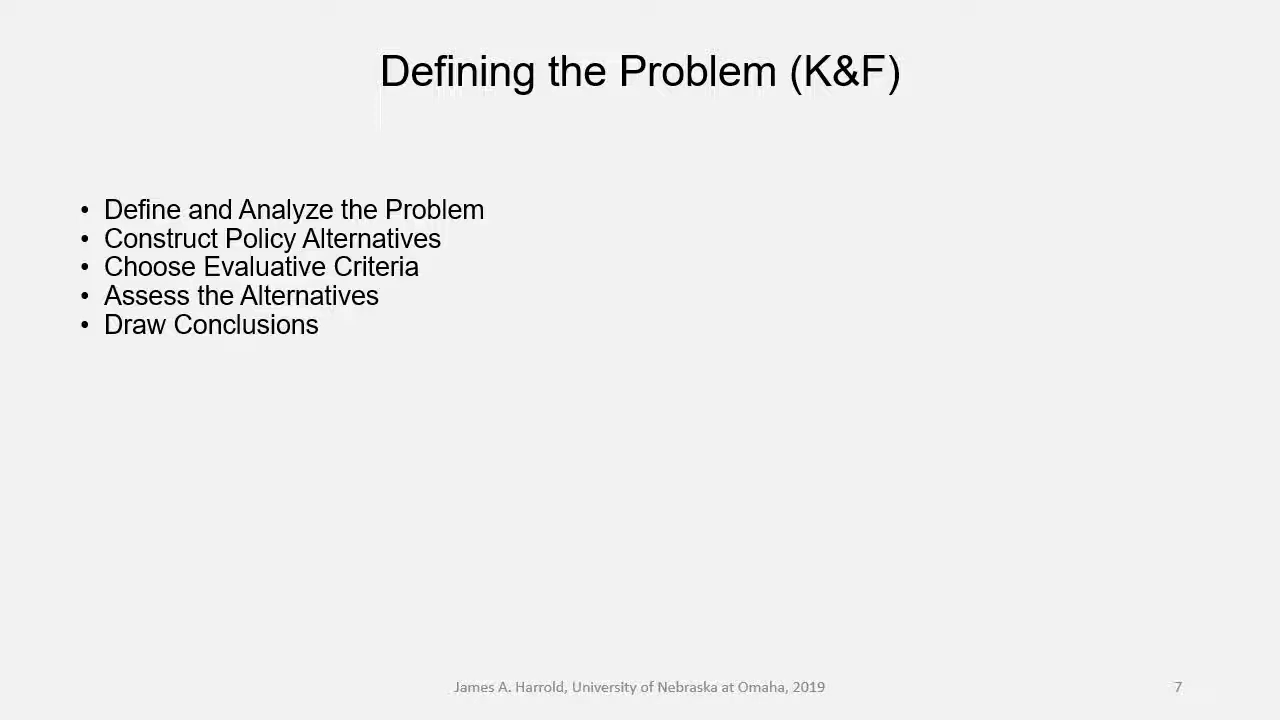 Defining the Problem (K&F)
• Define and Analyze the Problem
• Construct Policy Alternatives
• Choose Evaluative Criteria
• Assess the Alternatives
• Draw Conclusions
James A. Harrold, University of Nebraska at Omaha, 2019
7